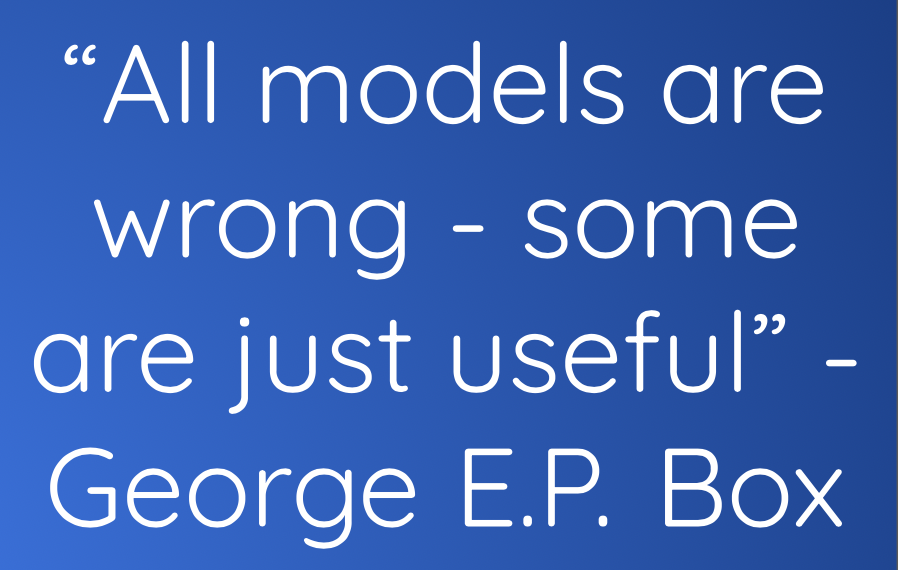 “All models are
wrong - some
are just useful” -
George E.P. Box